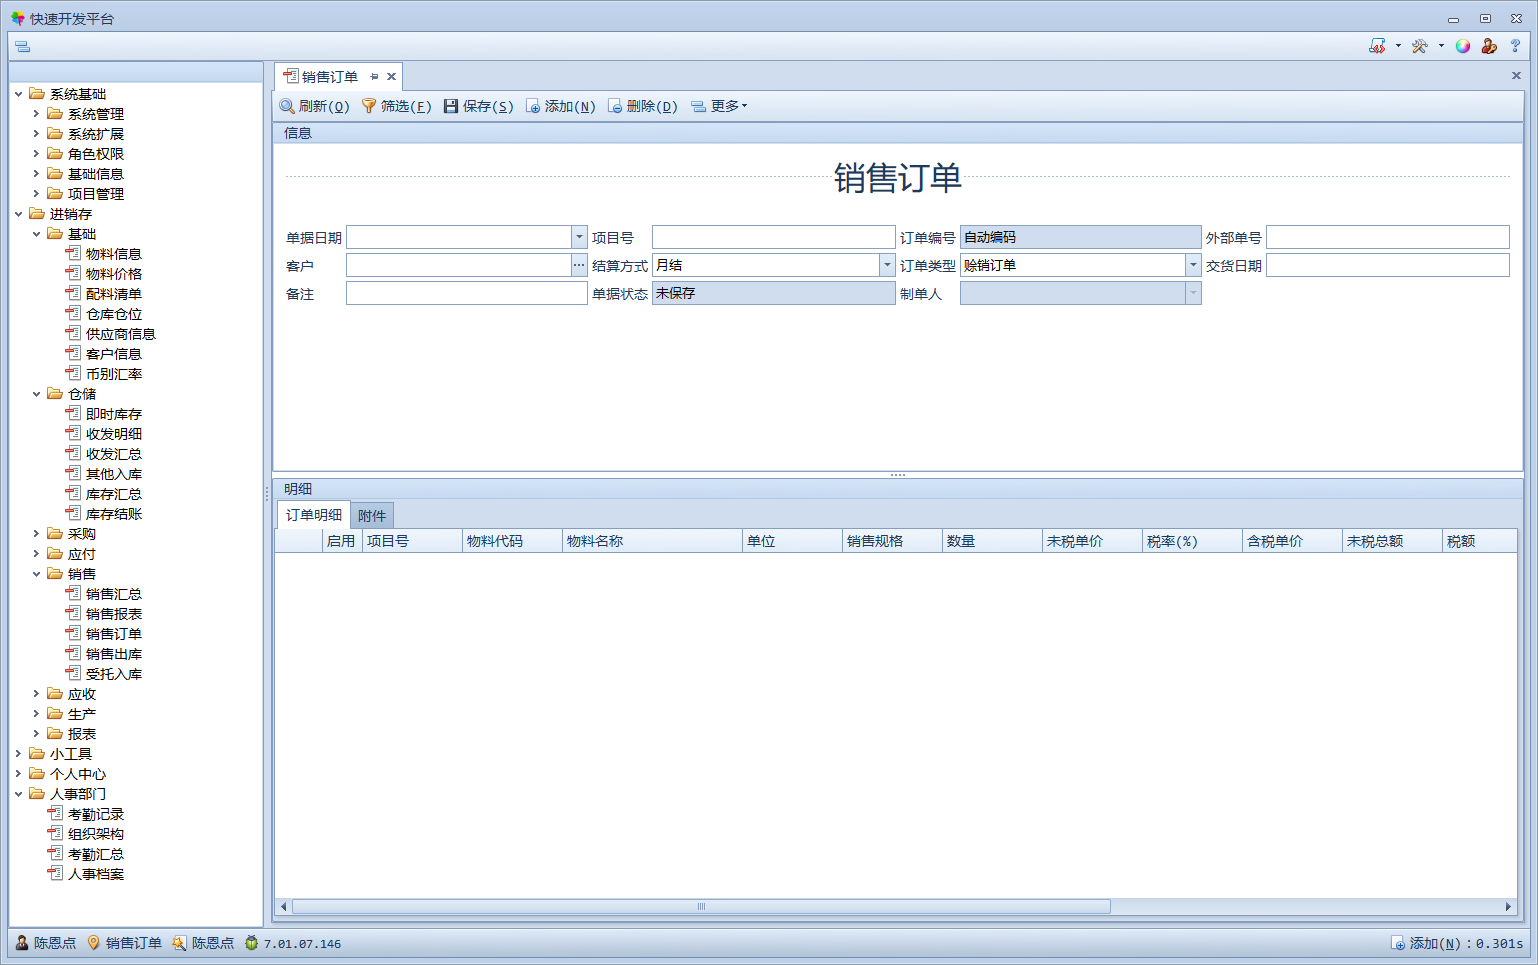 快速开发平台
销售订单
刷新(Q) 筛选(F) 保存(S) 添加(N) 删除(D) 更多
信息
销售订单
单据日期 项目号 订单编号 自动编码 外部单号
客户 结算方式 月结 订单类型 赊销订单 交货日期
备注 单据状态 未保存 制单人
明细
订单明细 附件
启用 项目号 物料代码 物料名称 单位 销售规格 数量 未税单价 税率(%) 含税单价 未税总额 税额
系统基础
系统管理
系统扩展
角色权限
基础信息
项目管理
进销存
基础
物料信息
物料价格
配料清单
仓库仓位
供应商信息
客户信息
币别汇率
仓储
即时库存
收发明细
收发汇总
其他入库
库存汇总
库存结账
采购
应付
销售
销售汇总
销售报表
销售订单
销售出库
受托入库
应收
生产
报表
小工具
个人中心
人事部门
考勤记录
组织架构
考勤汇总
人事档案
陈恩点 销售订单 陈恩点 7.01.07.146 添加(N)：0.301s